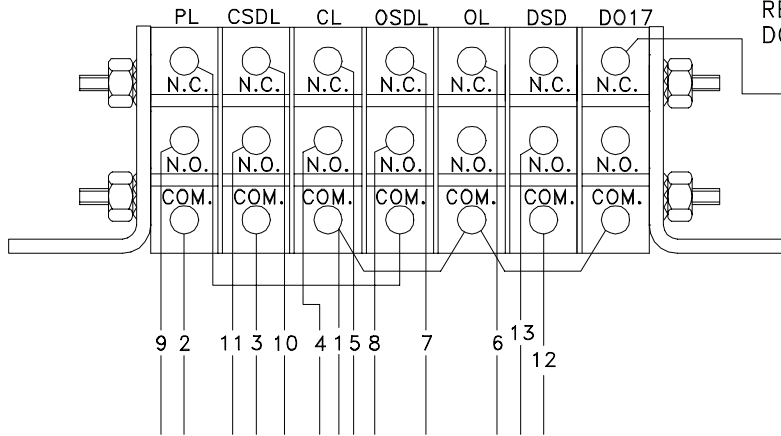 PL CSDL CL OSDL OL DSD DO17
N.C. N.C. N.C. N.C. N.C. N.C. N.C.
N.O. N.O. N.O. N.O. N.O. N.O. N.O.
COM. COM. COM. COM. COM. COM. COM.
9 2 11 3 10 4 1 5 8 7 6 13 12